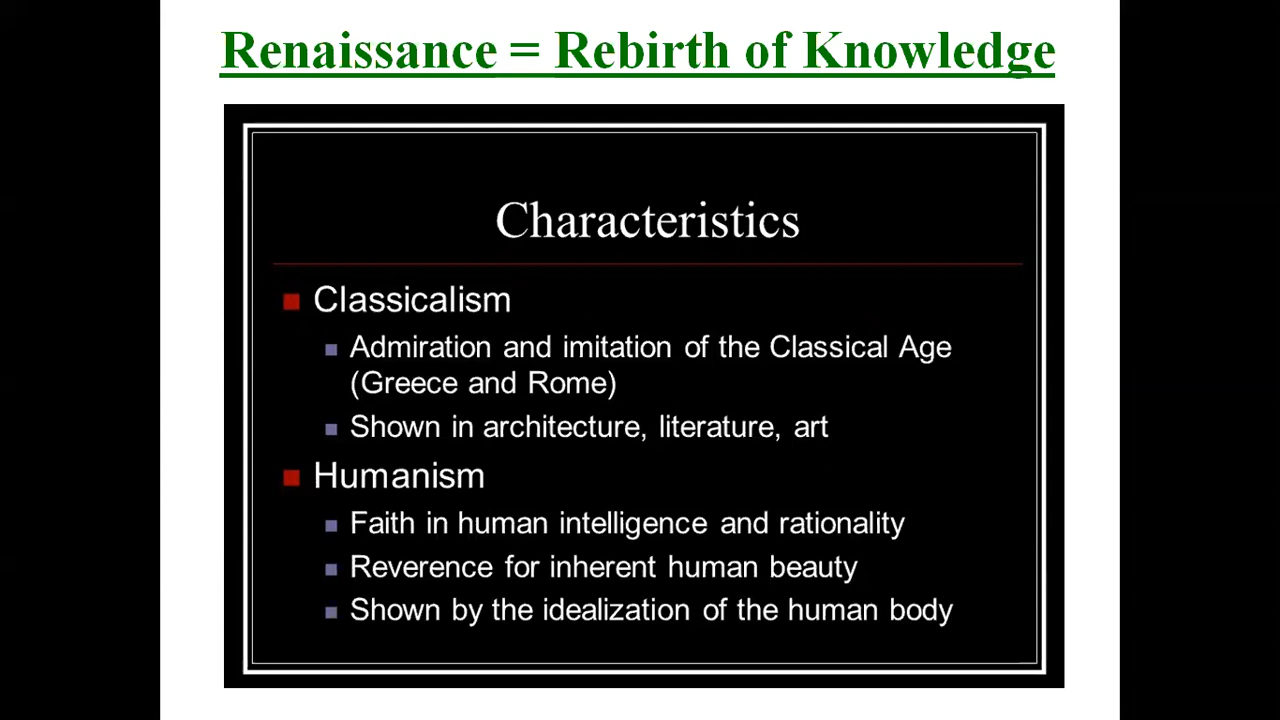 Renaissance = Rebirth of Knowledge
Characteristics
Classicalism
Admiration and imitation of the Classical Age
(Greece and Rome)
Shown in architecture, literature, art
Humanism
Faith in human intelligence and rationality
Reverence for inherent human beauty
Shown by the idealization of the human body